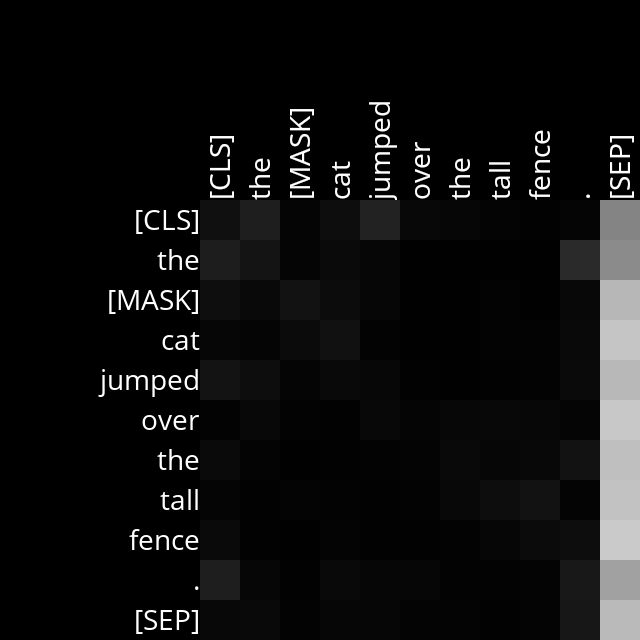 [CLS] the [MASK] cat jumped over the tall fence . [SEP]
[CLS]
the
[MASK]
cat
jumped
over
the
tall
fence
.
[SEP]